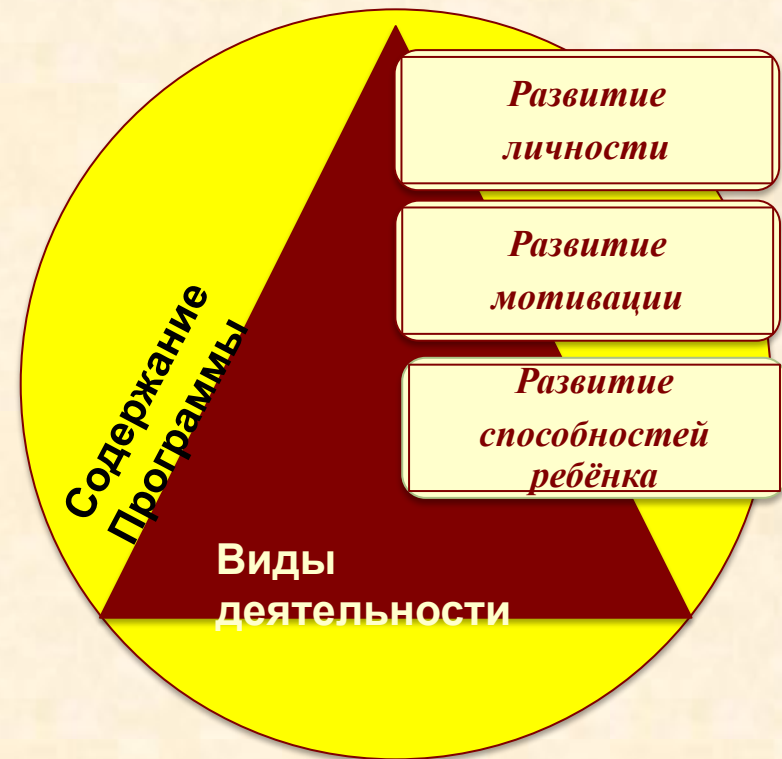 Развитие
личности
Развитие
мотивации
Развитие
способностей
ребёнка
Содержание
Программы
Виды
деятельности